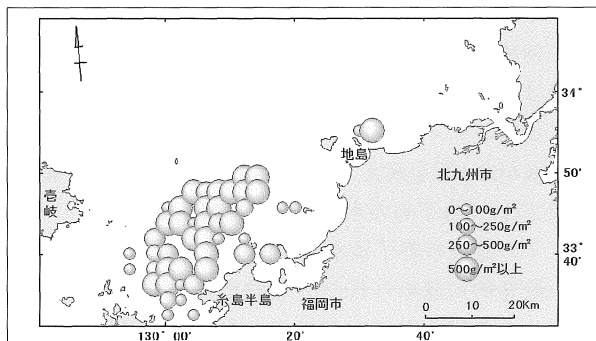 34°
地島
50'
北九州市
壱岐
0〜100g/m²
100〜250g/m²
250〜500g/m²
33°
40'
500g/m²以上
糸島半島
福岡市
0 10 20Km
130° 00'
20'
40'